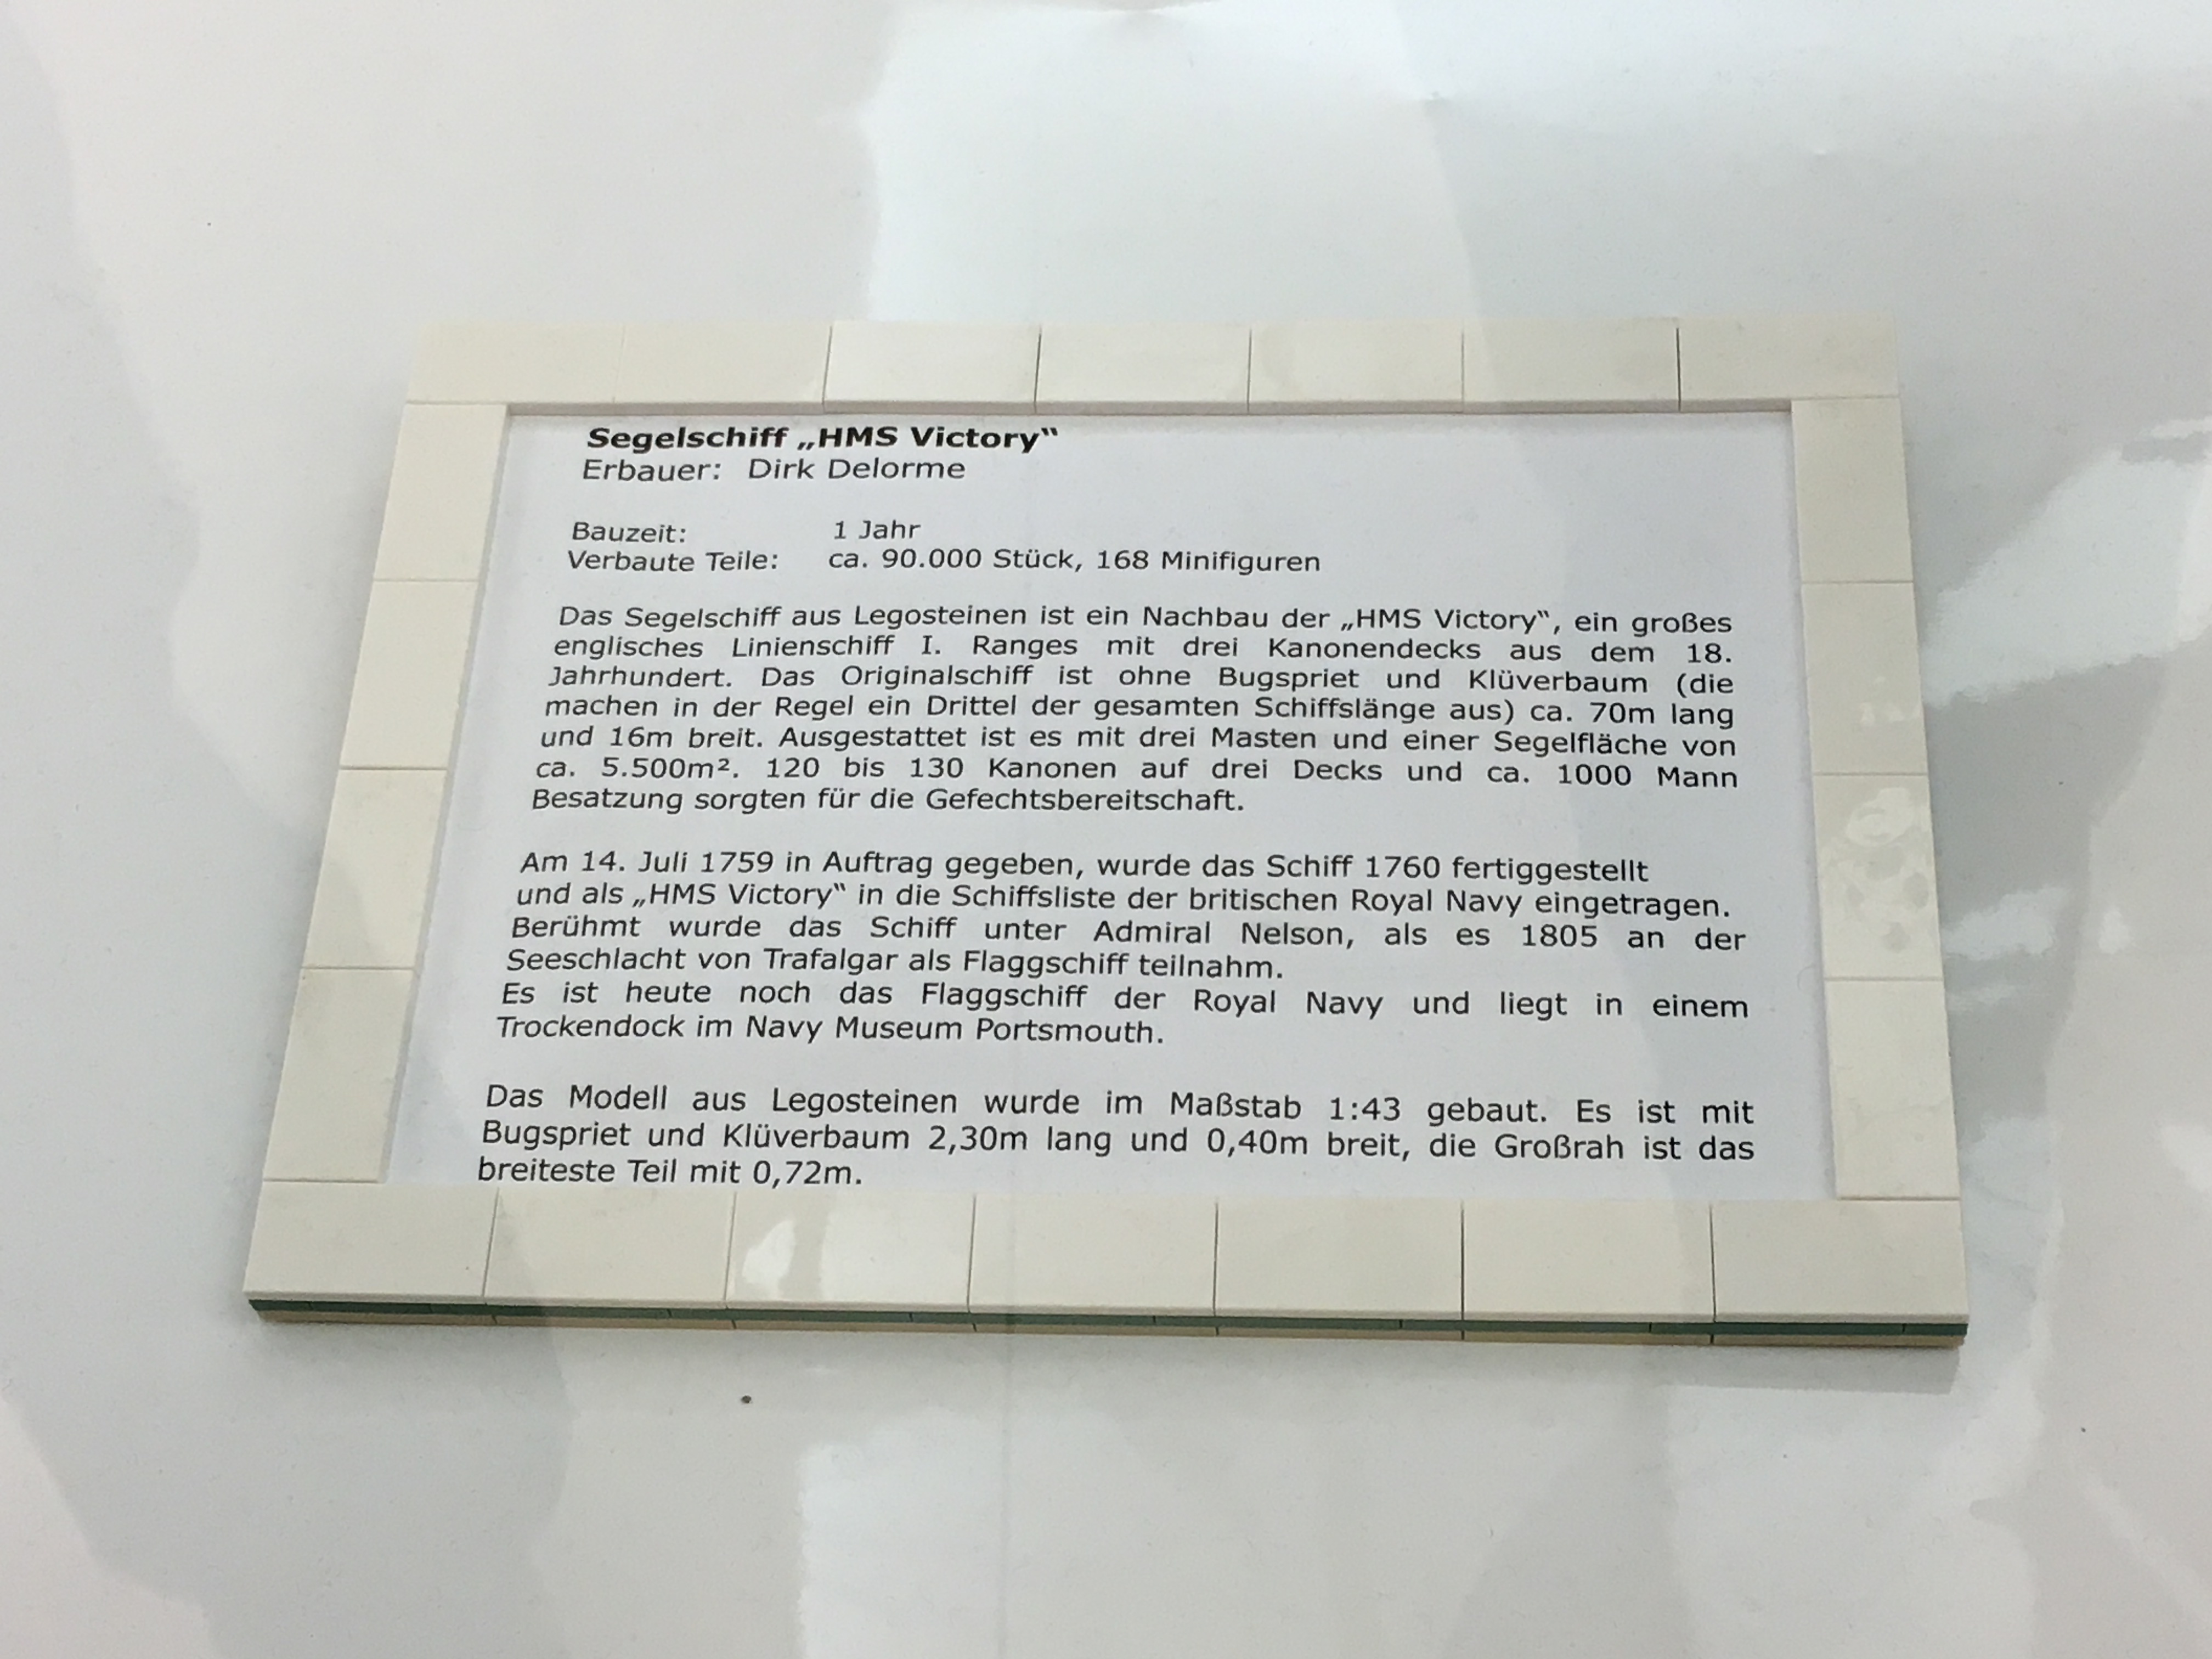 Segelschiff „HMS Victory“
Erbauer: Dirk Delorme
Bauzeit: 1 Jahr
Verbaute Teile: ca. 90.000 Stück, 168 Minifiguren
Das Segelschiff aus Legosteinen ist ein Nachbau der „HMS Victory“, ein großes
englisches Linienschiff I. Ranges mit drei Kanonendecks aus dem 18.
Jahrhundert. Das Originalschiff ist ohne Bugspriet und Klüverbaum (die
machen in der Regel ein Drittel der gesamten Schiffslänge aus) ca. 70m lang
und 16m breit. Ausgestattet ist es mit drei Masten und einer Segelfläche von
ca. 5.500m². 120 bis 130 Kanonen auf drei Decks und ca. 1000 Mann
Besatzung sorgten für die Gefechtsbereitschaft.
Am 14. Juli 1759 in Auftrag gegeben, wurde das Schiff 1760 fertiggestellt
und als „HMS Victory“ in die Schiffsliste der britischen Royal Navy eingetragen.
Berühmt wurde das Schiff unter Admiral Nelson, als es 1805 an der
Seeschlacht von Trafalgar als Flaggschiff teilnahm.
Es ist heute noch das Flaggschiff der Royal Navy und liegt in einem
Trockendock im Navy Museum Portsmouth.
Das Modell aus Legosteinen wurde im Maßstab 1:43 gebaut. Es ist mit
Bugspriet und Klüverbaum 2,30m lang und 0,40m breit, die Großrah ist das
breiteste Teil mit 0,72m.